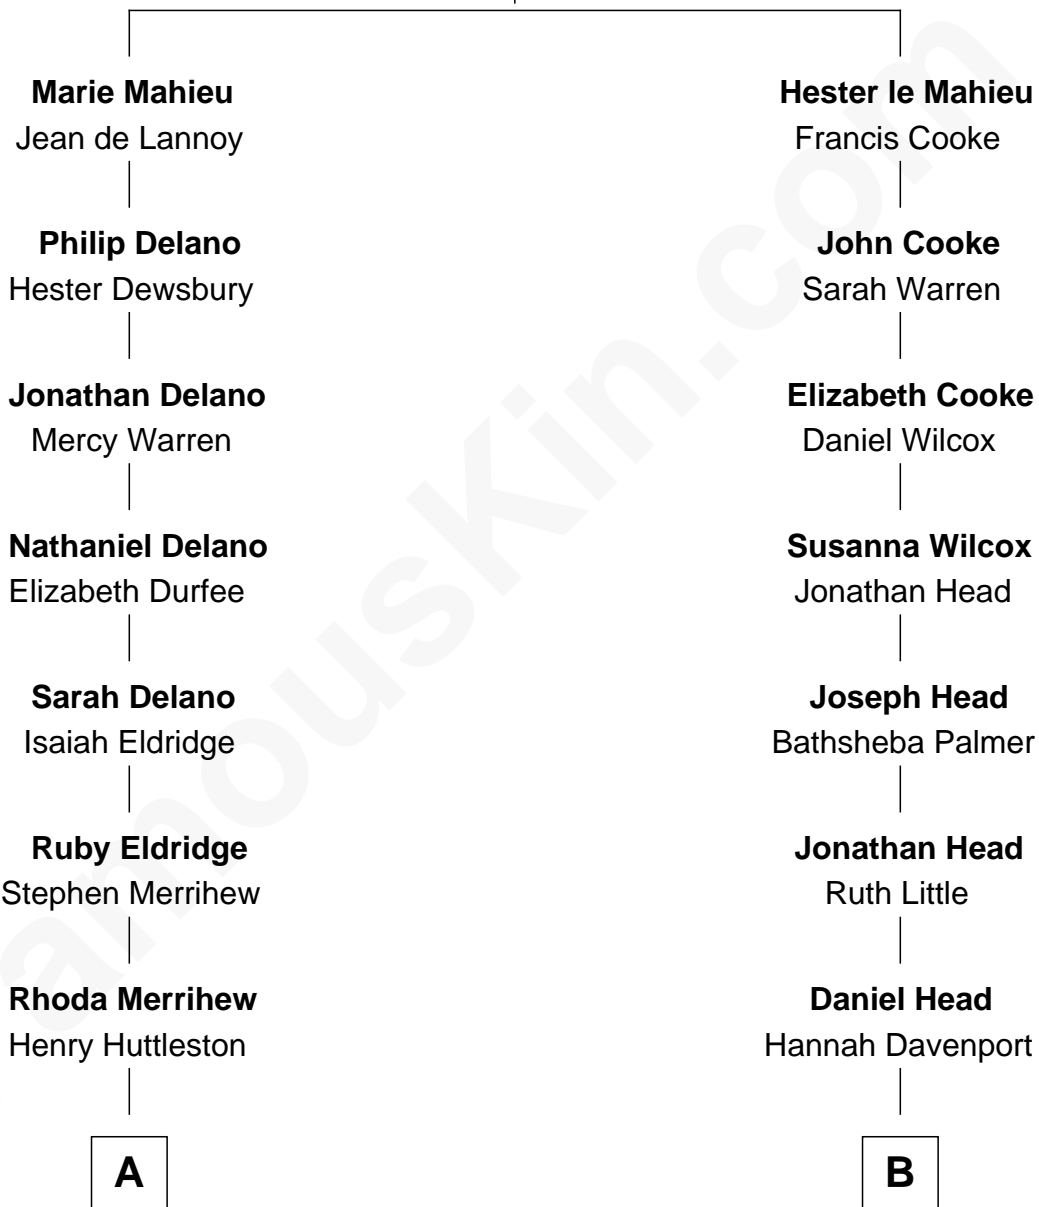 Marie Mahieu
Jean de Lannoy
Philip Delano
Hester Dewsbury
Jonathan Delano
Mercy Warren
Nathaniel Delano
Elizabeth Durfee
Sarah Delano
Isaiah Eldridge
Ruby Eldridge
Stephen Merrihew
Rhoda Merrihew
Henry Huttleston
A
Hester le Mahieu
Francis Cooke
John Cooke
Sarah Warren
Elizabeth Cooke
Daniel Wilcox
Susanna Wilcox
Jonathan Head
Joseph Head
Bathsheba Palmer
Jonathan Head
Ruth Little
Daniel Head
Hannah Davenport
B
amouskin.com